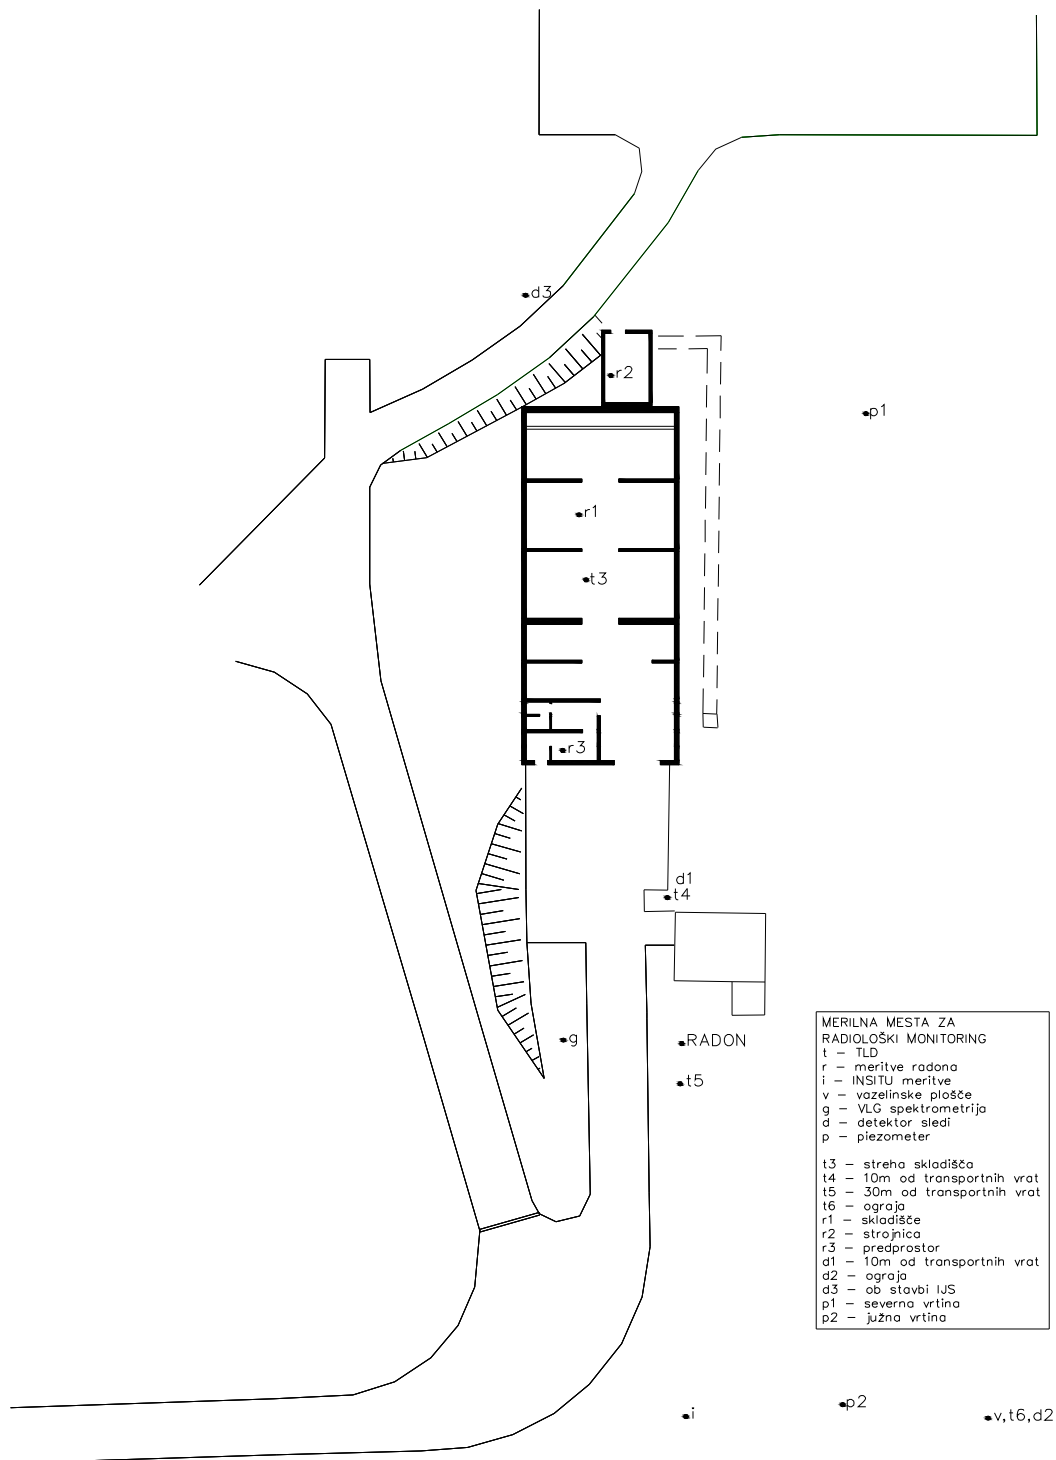 d3
r2
p1
r1
t3
r3
d1
t4
g
RADON
t5
MERILNA MESTA ZA
RADIOLOŠKI MONITORING
t – TLD
r – meritve radona
i – INSITU meritve
v – vazelinske plošče
g – VLG spektrometrija
d – detektor sledi
p – piezometer
t3 – streha skladišča
t4 – 10m od transportnih vrat
t5 – 30m od transportnih vrat
t6 – ograja
r1 – skladišče
r2 – strojnica
r3 – predprostor
d1 – 10m od transportnih vrat
d2 – ograja
d3 – ob stavbi IJS
p1 – severna vrtina
p2 – južna vrtina
p2
i
v,t6,d2